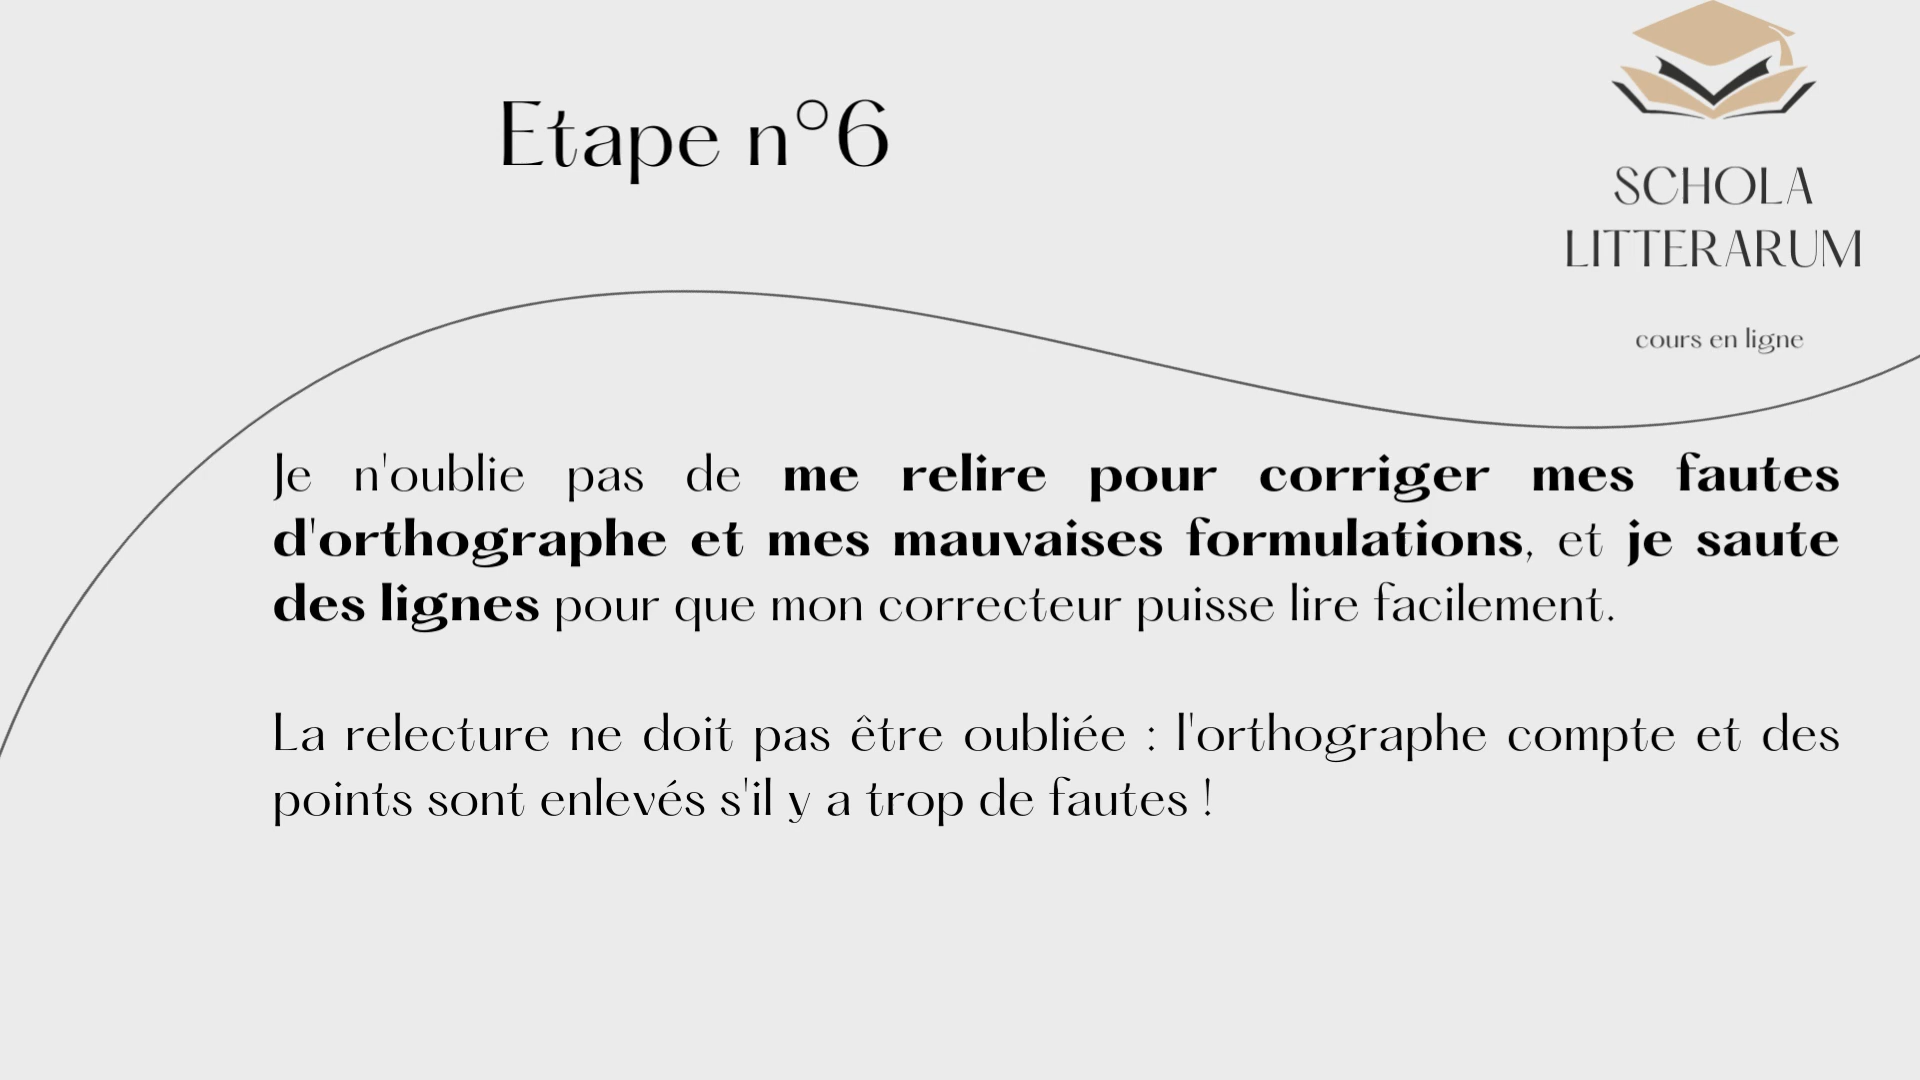 Etape n°6
SCHOLA
LITTERARUM
cours en ligne
Je n'oublie pas de me relire pour corriger mes fautes
d'orthographe et mes mauvaises formulations, et je saute
des lignes pour que mon correcteur puisse lire facilement.
La relecture ne doit pas être oubliée : l'orthographe compte et des
points sont enlevés s'il y a trop de fautes !